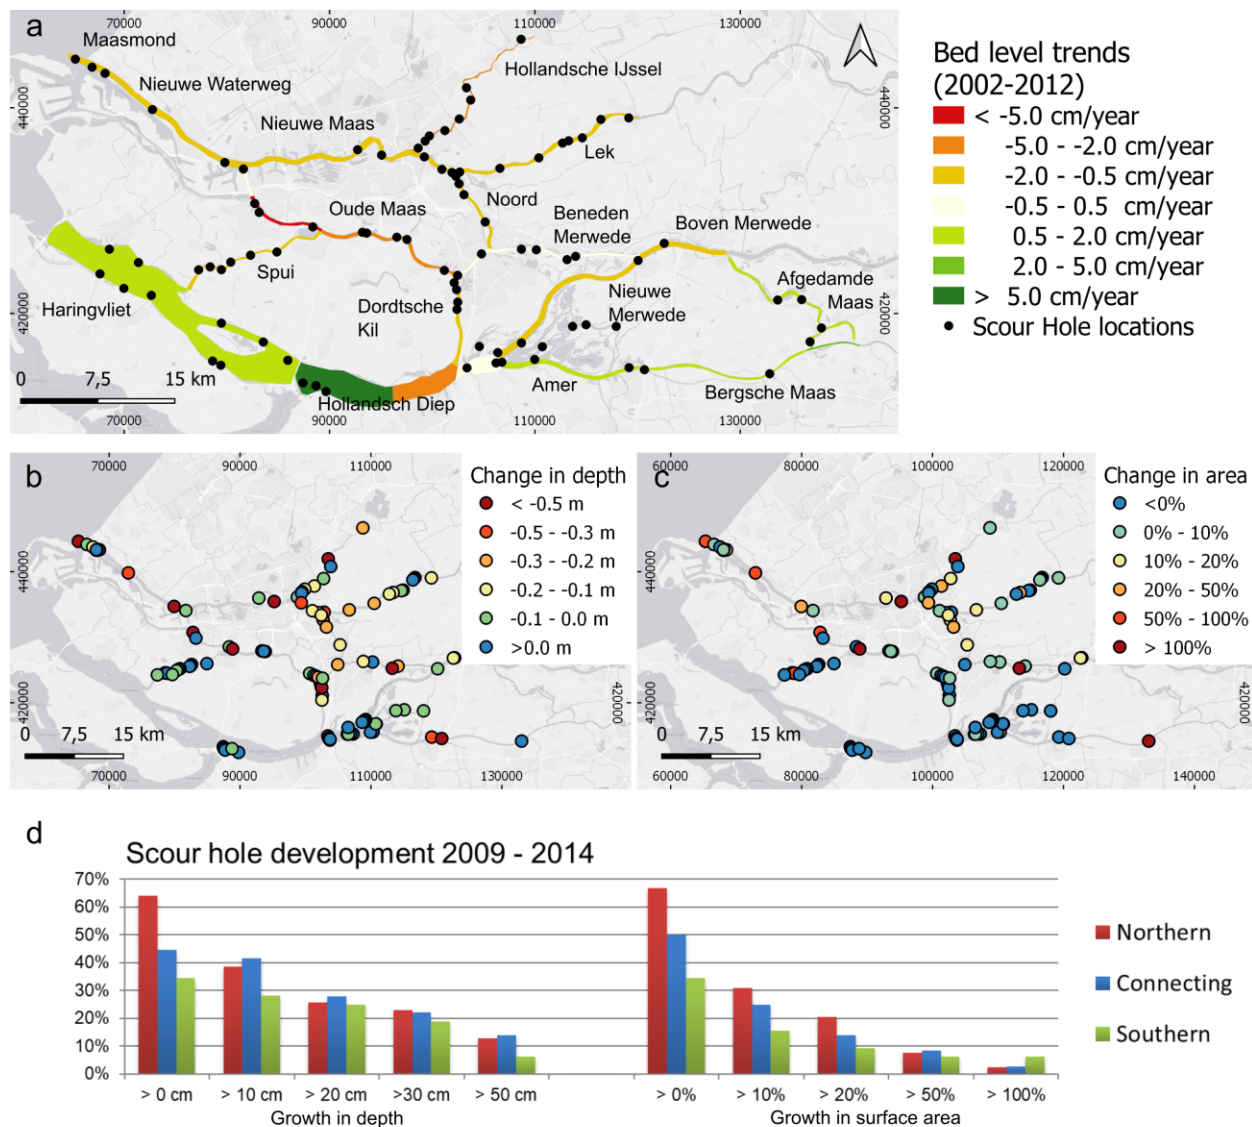 a
70000
90000
110000
130000
Maasmond
Nieuwe Waterweg
Hollandsche IJssel
440000
440000
Nieuwe Maas
Lek
Oude Maas
Noord
Beneden
Merwede
Boven Merwede
Spui
Haringvliet
Dordtsche
Kil
Nieuwe
Merwede
Afgedamde
Maas
420000
420000
0
7,5
15 km
Hollandsch Diep
Amer
Bergsche Maas
70000
90000
110000
130000
Bed level trends
(2002-2012)
< -5.0 cm/year
-5.0 - -2.0 cm/year
-2.0 - -0.5 cm/year
-0.5 - 0.5 cm/year
0.5 - 2.0 cm/year
2.0 - 5.0 cm/year
> 5.0 cm/year
Scour Hole locations
b
70000
90000
110000
Change in depth
< -0.5 m
-0.5 - -0.3 m
-0.3 - -0.2 m
-0.2 - -0.1 m
-0.1 - 0.0 m
>0.0 m
440000
420000
420000
0
7,5
15 km
70000
90000
110000
130000
c
60000
80000
100000
120000
Change in area
<0%
0% - 10%
10% - 20%
20% - 50%
50% - 100%
> 100%
440000
420000
420000
0
7,5
15 km
60000
80000
100000
120000
140000
d
Scour hole development 2009 - 2014
70%
60%
50%
40%
30%
20%
10%
0%
> 0 cm
> 10 cm
> 20 cm
>30 cm
> 50 cm
> 0%
> 10%
> 20%
> 50%
> 100%
Growth in depth
Growth in surface area
Northern
Connecting
Southern